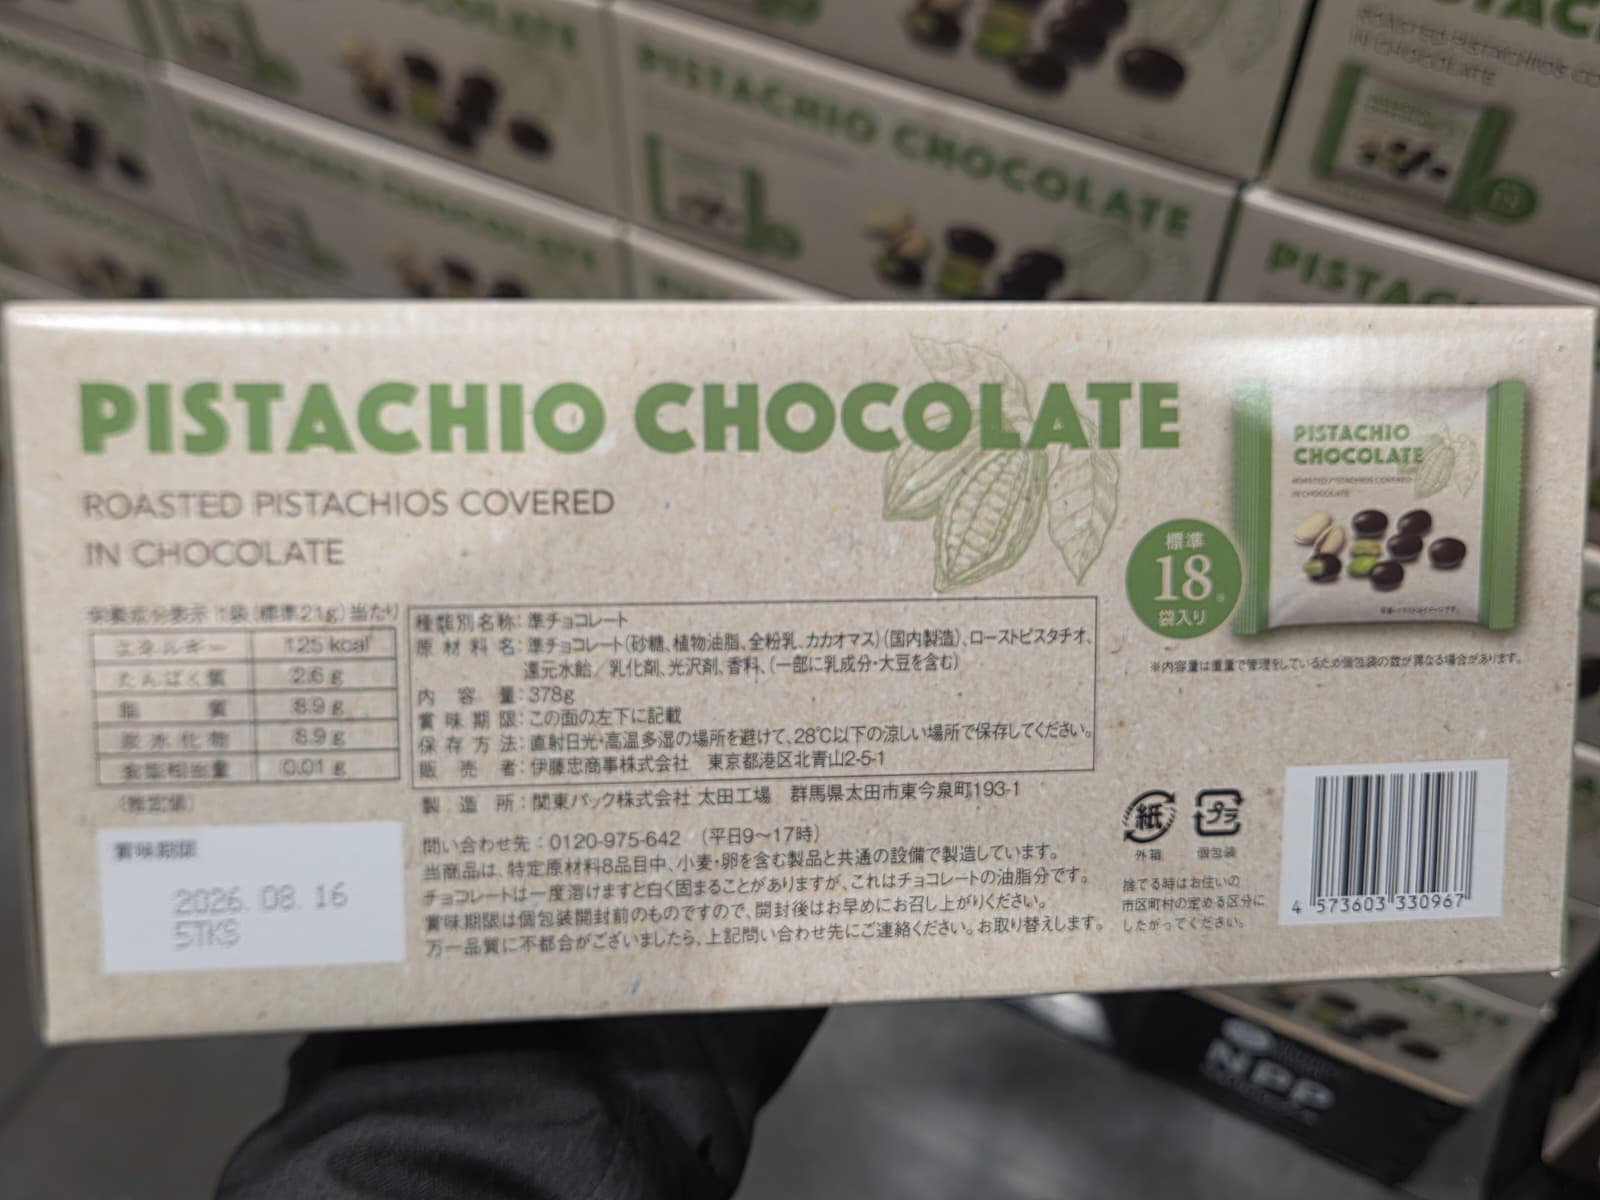 PISTACHIO CHOCOLATE
PISTACHIO CHOCOLATE
ROASTED PISTACHIOS COVERED
IN CHOCOLATE
PISTACHIO
CHOCOLATE
ROASTED PISTACHIOS COVERED
IN CHOCOLATE
標準
18
袋入り
※内容量は重量で管理をしているため個包装の数が異なる場合があります。
栄養成分表示 1袋(標準21g)当たり
エネルギー 125 kcal
たんぱく質 2.6 g
脂質 8.9 g
炭水化物 8.9 g
食塩相当量 0.01 g
(推定値)
種類別名称:準チョコレート
原材料名:準チョコレート(砂糖、植物油脂、全粉乳、カカオマス)(国内製造)、ローストピスタチオ、
還元水飴/乳化剤、光沢剤、香料、(一部に乳成分・大豆を含む)
内容量:378g
賞味期限:この面の左下に記載
保存方法:直射日光・高温多湿の場所を避けて、28℃以下の涼しい場所で保存してください。
販売者:伊藤忠商事株式会社 東京都港区北青山2-5-1
製造所:関東パック株式会社 太田工場 群馬県太田市東今泉町193-1
賞味期限
2026. 08. 16
5TKS
問い合わせ先:0120-975-642 (平日9〜17時)
当商品は、特定原材料8品目中、小麦・卵を含む製品と共通の設備で製造しています。
チョコレートは一度溶けますと白く固まることがありますが、これはチョコレートの油脂分です。
賞味期限は個包装開封前のものですので、開封後はお早めにお召し上がりください。
万一品質に不都合がございましたら、上記問い合わせ先にご連絡ください。お取り替えします。
紙
外箱
プラ
個包装
捨てる時はお住いの
市区町村の定める区分に
したがってください。
4 573603 330967
NPP